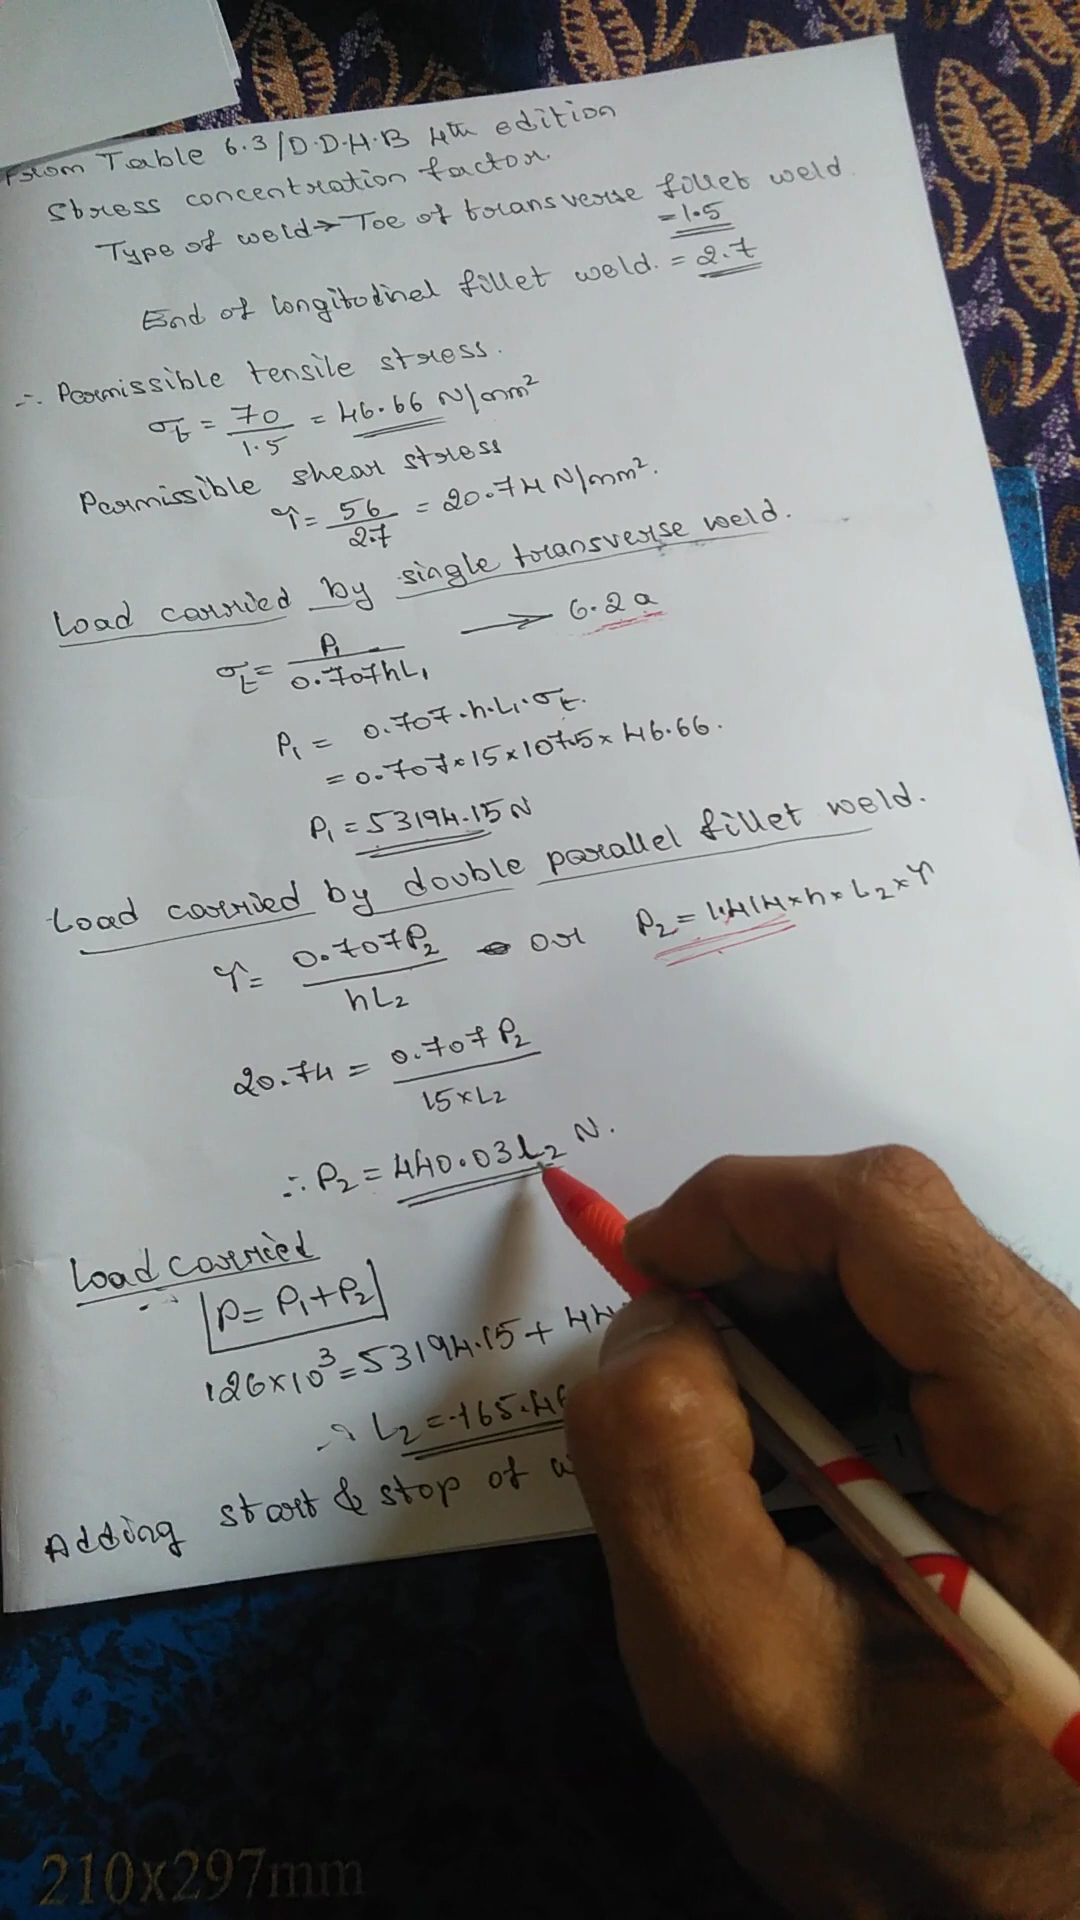 From Table 6.3/D.D.H.B 4th edition
Stress concentration factor.
Type of weld→ Toe of transverse fillet weld.
=1.5
End of longitudinel fillet weld. = 2.7
∴ Permissible tensile stress.
σt = 70/1.5 = 46.66 N/mm²
Permissible shear stress
τ = 56/2.7 = 20.74 N/mm².
Load carried by single transverse weld.
σt = P₁/0.707hL₁ → 6.2a
P₁ = 0.707.h.L₁.σt.
= 0.707×15×107.5×46.66.
P₁ = 53194.15 N
Load carried by double parallel fillet weld.
τ = 0.707P₂/hL₂ or P₂ = 1.414×h×L₂×τ
20.74 = 0.707 P₂/15×L₂
∴ P₂ = 440.03L₂ N.
Load carried
P = P₁+P₂
126×10³ = 53194.15 + 44
∴ L₂ = 165.46
Adding start & stop of
210x297mm